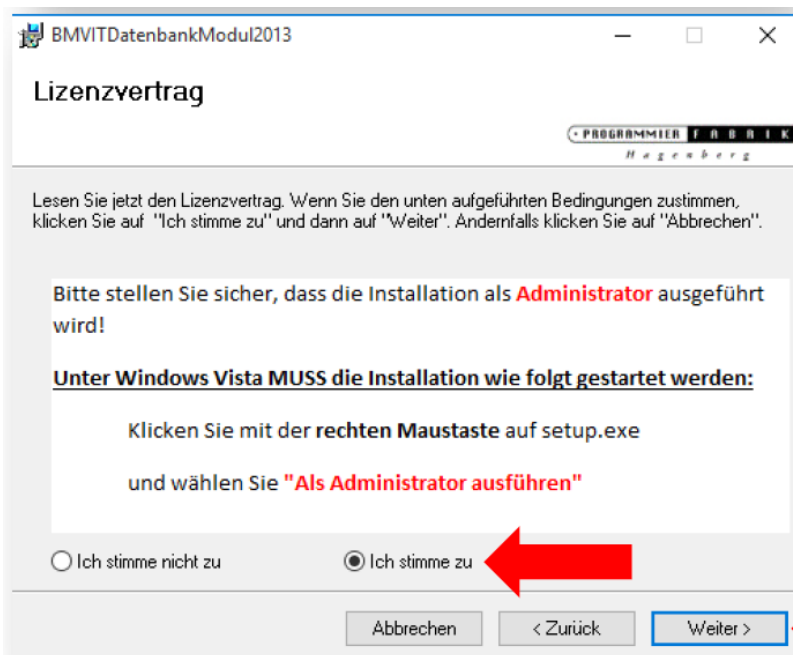 BMVITDatenbankModul2013
Lizenzvertrag
PROGRAMMIER FABRIK
Hagenberg
Lesen Sie jetzt den Lizenzvertrag. Wenn Sie den unten aufgeführten Bedingungen zustimmen,
klicken Sie auf "Ich stimme zu" und dann auf "Weiter". Andernfalls klicken Sie auf "Abbrechen".
Bitte stellen Sie sicher, dass die Installation als Administrator ausgeführt
wird!
Unter Windows Vista MUSS die Installation wie folgt gestartet werden:
Klicken Sie mit der rechten Maustaste auf setup.exe
und wählen Sie "Als Administrator ausführen"
Ich stimme nicht zu Ich stimme zu
Abbrechen < Zurück Weiter >